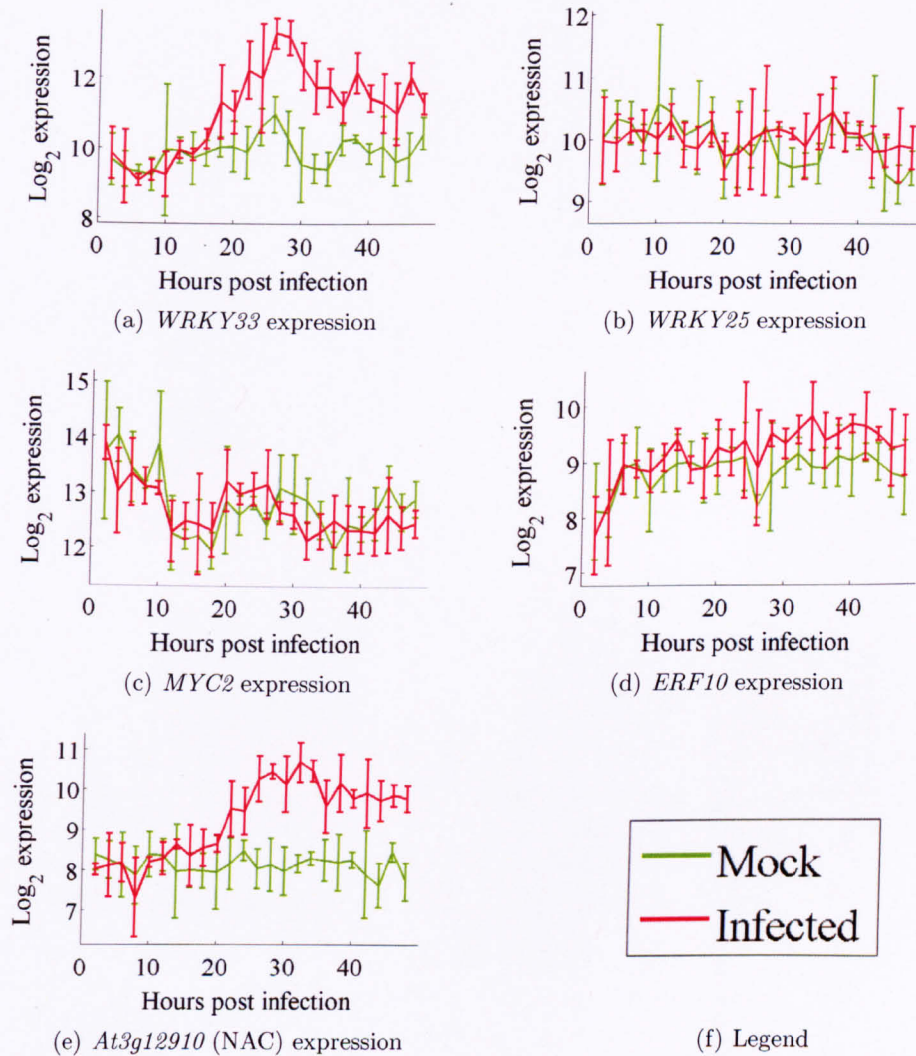 12
10
8
Log2 expression
0 10 20 30 40
Hours post infection
(a) WRKY33 expression
12
11
10
9
Log2 expression
0 10 20 30 40
Hours post infection
(b) WRKY25 expression
15
14
13
12
Log2 expression
0 10 20 30 40
Hours post infection
(c) MYC2 expression
10
9
8
7
Log2 expression
0 10 20 30 40
Hours post infection
(d) ERF10 expression
11
10
9
8
7
Log2 expression
0 10 20 30 40
Hours post infection
(e) At3g12910 (NAC) expression
Mock
Infected
(f) Legend